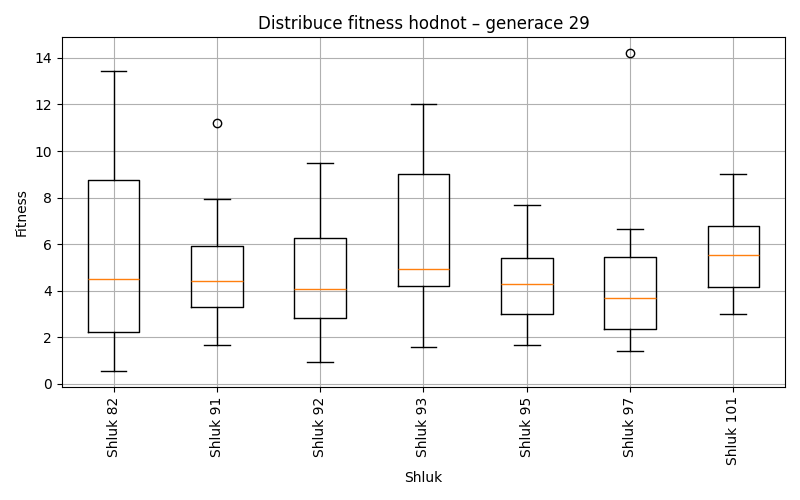 Distribuce fitness hodnot – generace 29
Fitness
14
12
10
8
6
4
2
0
Shluk 82
Shluk 91
Shluk 92
Shluk 93
Shluk 95
Shluk 97
Shluk 101
Shluk